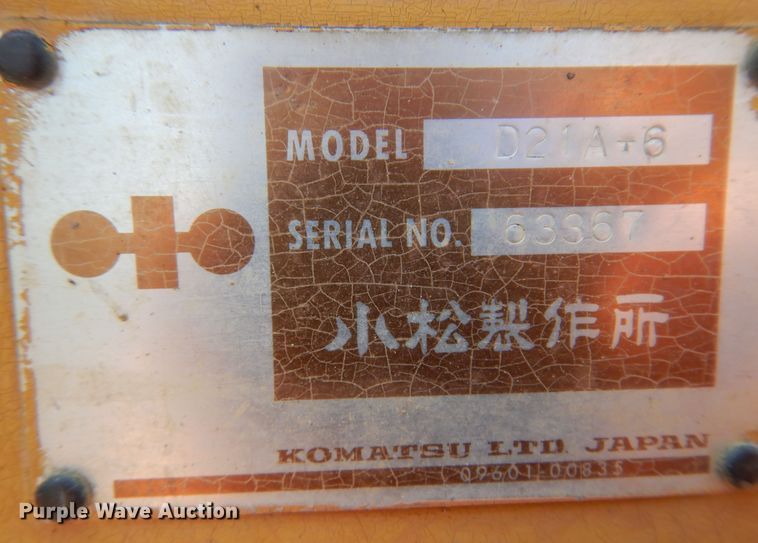 MODEL D21A-6
SERIAL NO. 63367
小松製作所
KOMATSU LTD. JAPAN
09601-00835
Purple Wave Auction